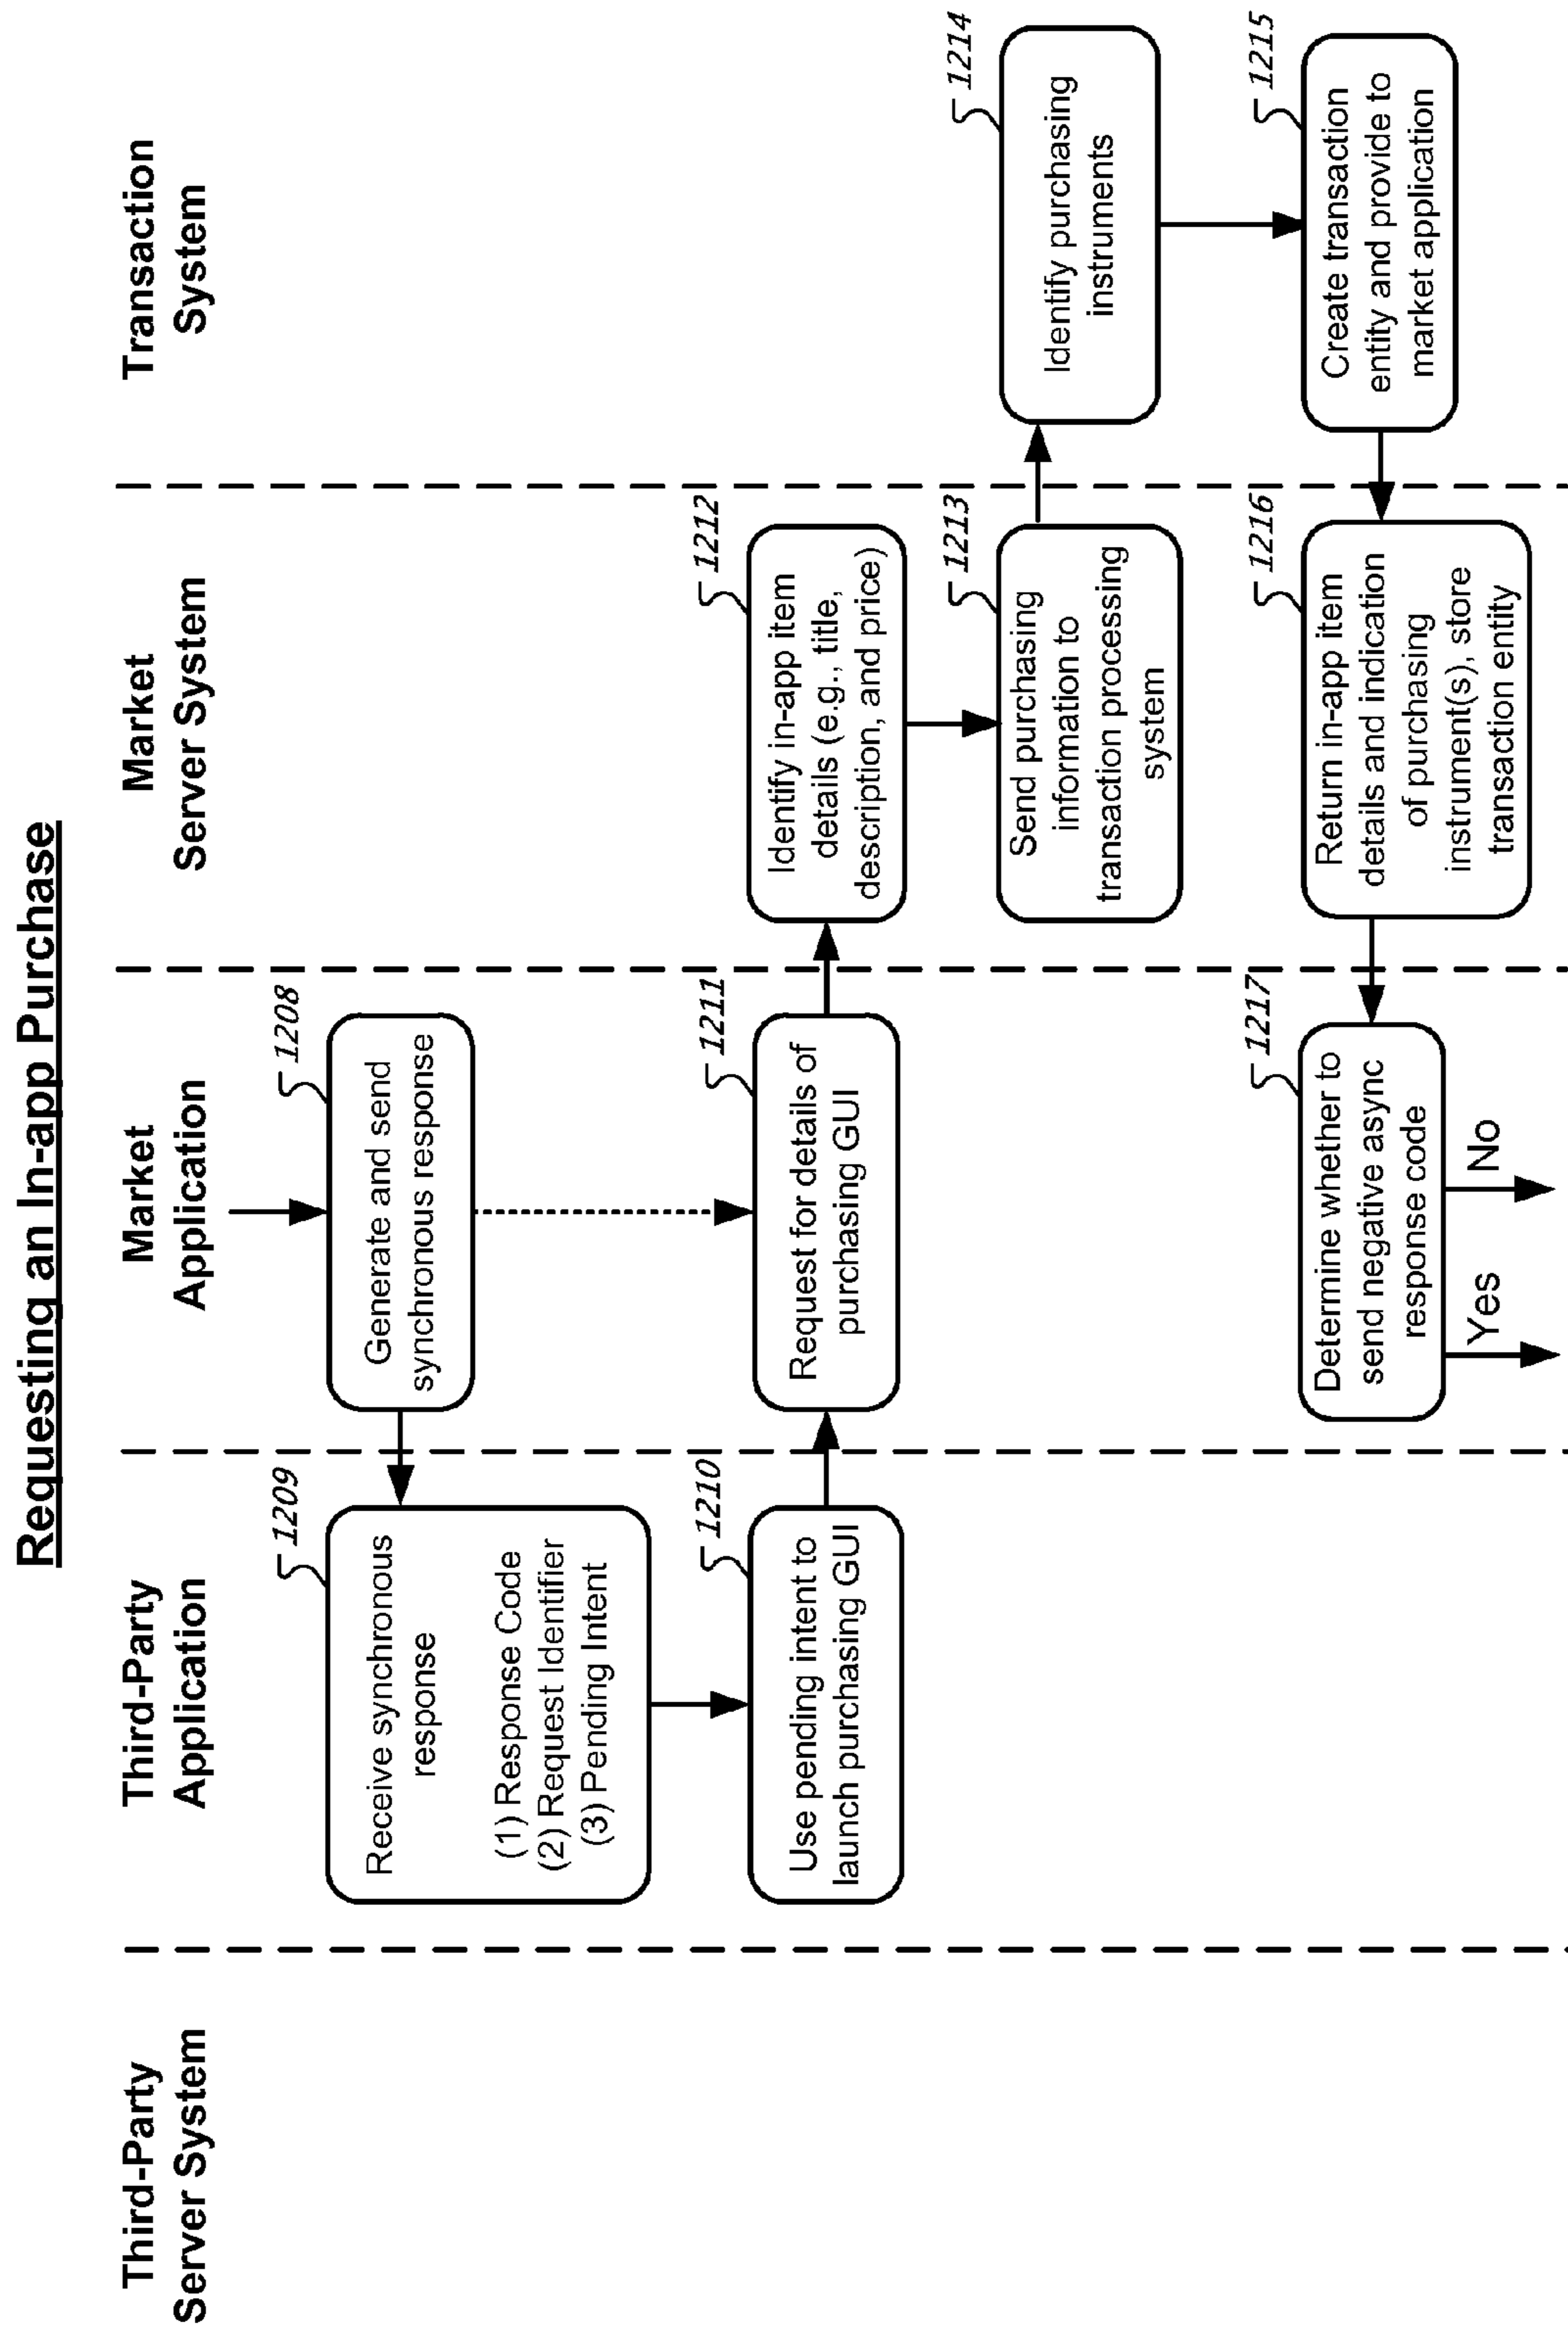 Requesting an In-app Purchase
Third-Party
Server System
Third-Party
Application
Market
Application
Market
Server System
Transaction
System
1208
Generate and send
synchronous response
1209
Receive synchronous
response
(1) Response Code
(2) Request Identifier
(3) Pending Intent
1210
Use pending intent to
launch purchasing GUI
1211
Request for details of
purchasing GUI
1212
Identify in-app item
details (e.g., title,
description, and price)
1213
Send purchasing
information to
transaction processing
system
1214
Identify purchasing
instruments
1215
Create transaction
entity and provide to
market application
1216
Return in-app item
details and indication
of purchasing
instrument(s), store
transaction entity
1217
Determine whether to
send negative async
response code
Yes
No